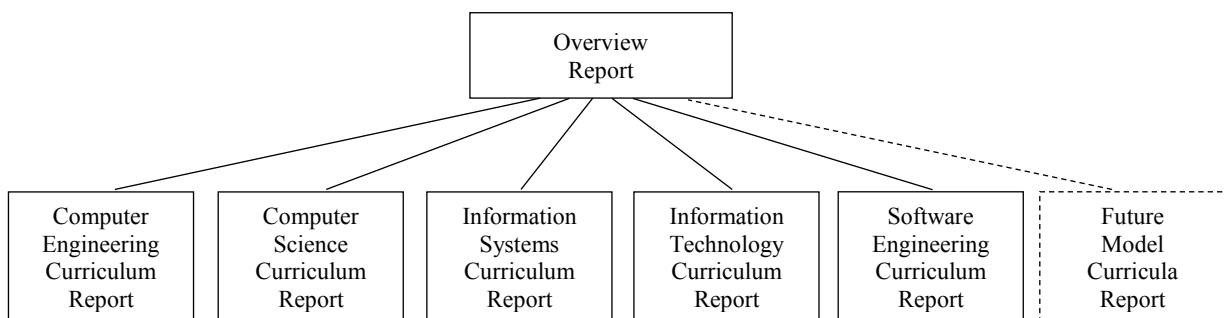 Overview
Report
Computer
Engineering
Curriculum
Report
Computer
Science
Curriculum
Report
Information
Systems
Curriculum
Report
Information
Technology
Curriculum
Report
Software
Engineering
Curriculum
Report
Future
Model
Curricula
Report